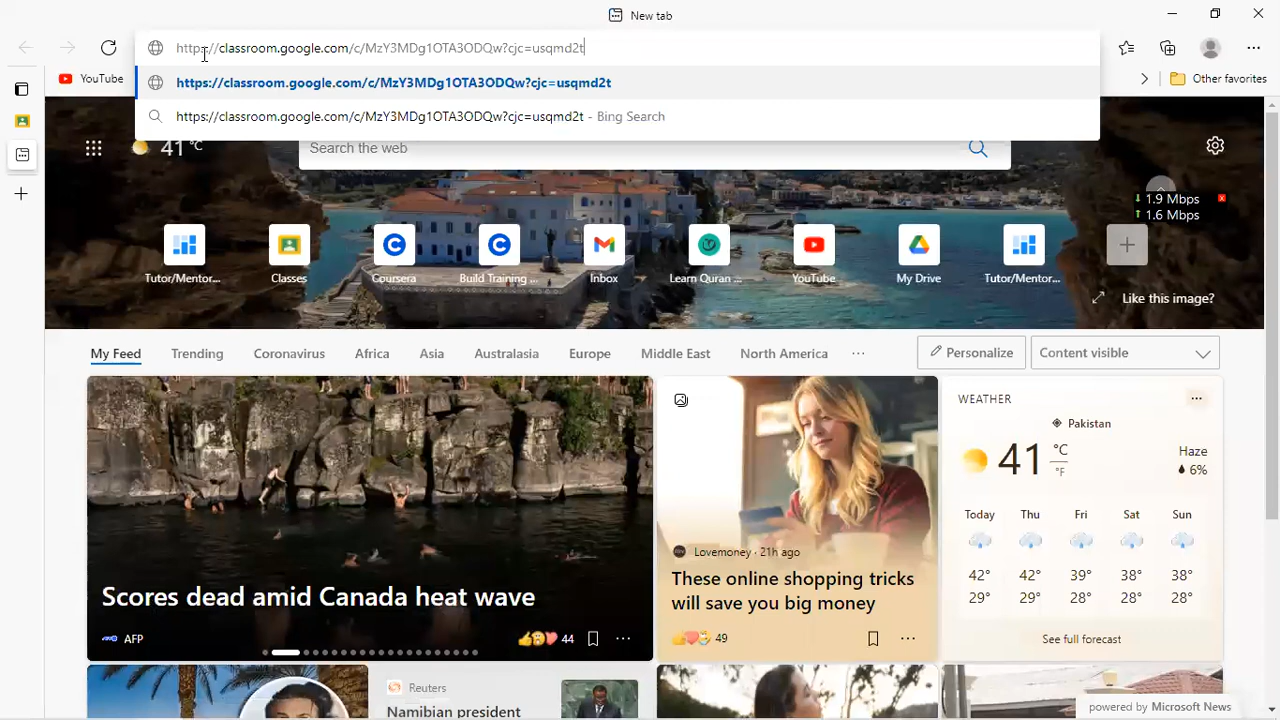 New tab
https://classroom.google.com/c/MzY3MDg1OTA3ODQw?cjc=usqmd2t
YouTube
Other favorites
https://classroom.google.com/c/MzY3MDg1OTA3ODQw?cjc=usqmd2t
https://classroom.google.com/c/MzY3MDg1OTA3ODQw?cjc=usqmd2t - Bing Search
41 °C
Search the web
1.9 Mbps
1.6 Mbps
Tutor/Mentor...
Classes
Coursera
Build Training ...
Inbox
Learn Quran ...
YouTube
My Drive
Tutor/Mentor...
Like this image?
My Feed
Trending
Coronavirus
Africa
Asia
Australasia
Europe
Middle East
North America
Personalize
Content visible
Scores dead amid Canada heat wave
AFP
44
Lovemoney · 21h ago
These online shopping tricks
will save you big money
49
WEATHER
Pakistan
41 °C
°F
Haze
6%
Today Thu Fri Sat Sun
42° 42° 39° 38° 38°
29° 29° 28° 28° 28°
See full forecast
Reuters
Namibian president
powered by Microsoft News